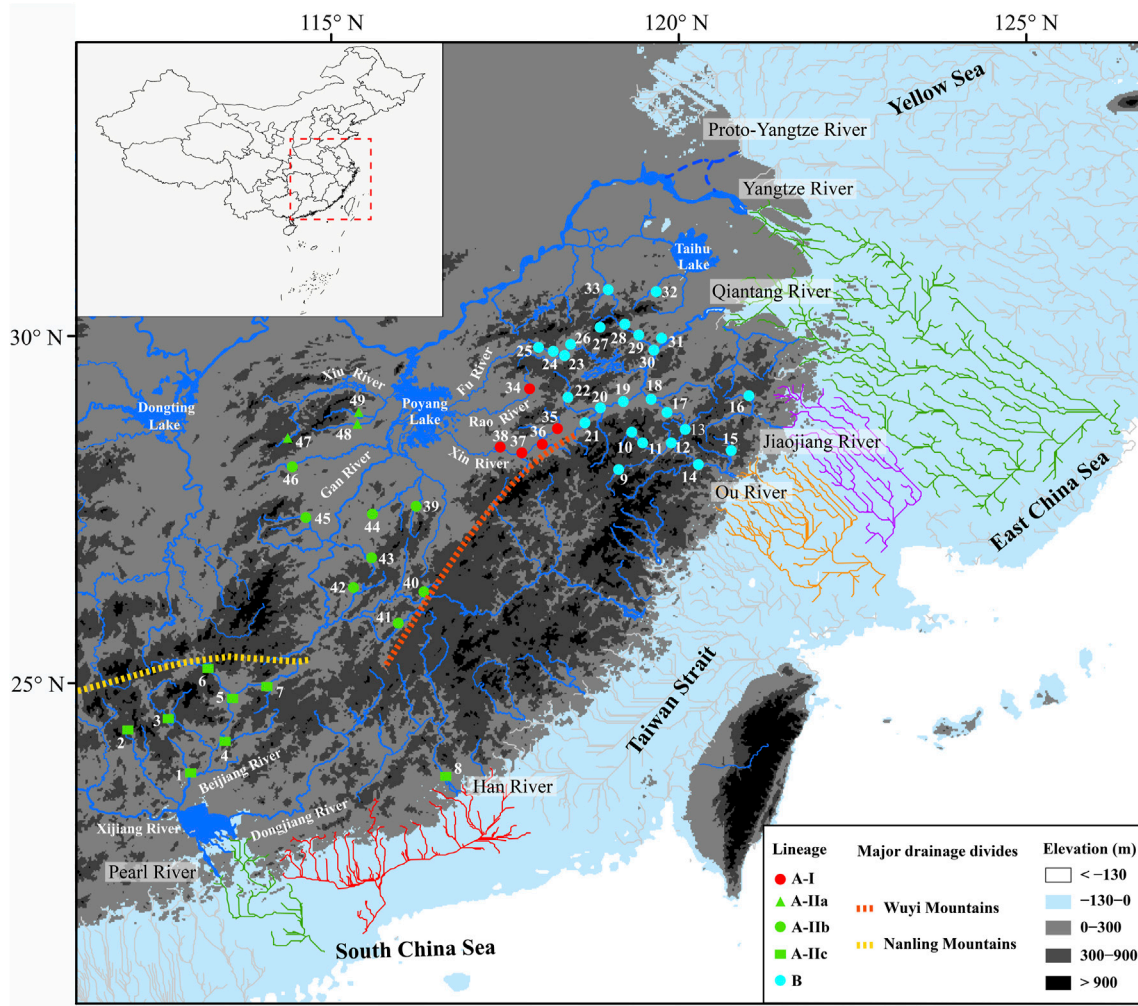 115° N
120° N
125° N
Yellow Sea
Proto-Yangtze River
Yangtze River
Taihu
Lake
Qiantang River
33
32
30° N
26
28
31
25
27
29
24
23
30
Fu River
Xiu River
34
22
19
18
49
20
16
Dongting
Lake
Poyang
Lake
Rao River
17
35
21
13
Jiaojiang River
47
48
38
37
36
10
11
12
15
Xin River
46
9
14
Gan River
Ou River
East China Sea
39
45
44
43
42
40
41
25° N
6
7
5
Taiwan Strait
3
2
4
1
8
Beijiang River
Han River
Xijiang River
Dongjiang River
Pearl River
South China Sea
Lineage
A-I
A-IIa
A-IIb
A-IIc
B
Major drainage divides
Wuyi Mountains
Nanling Mountains
Elevation (m)
< −130
−130−0
0−300
300−900
> 900